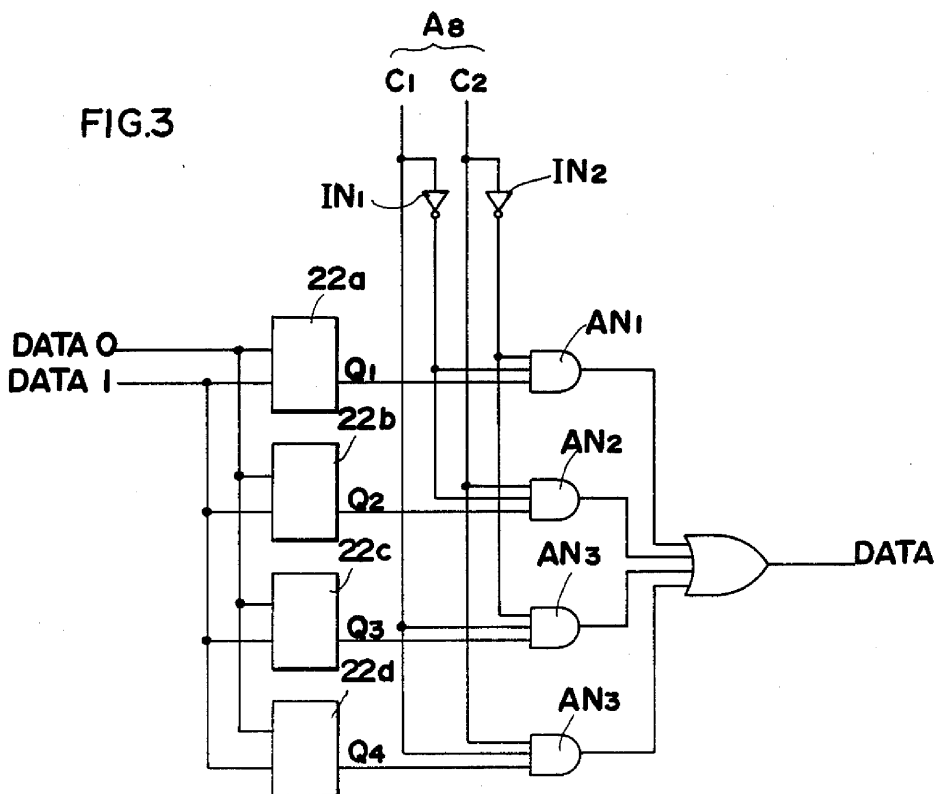 A8
C1 C2
FIG.3
IN1
IN2
22a
AN1
DATA 0
DATA 1
Q1
22b
AN2
Q2
22c
AN3
DATA
Q3
22d
AN3
Q4